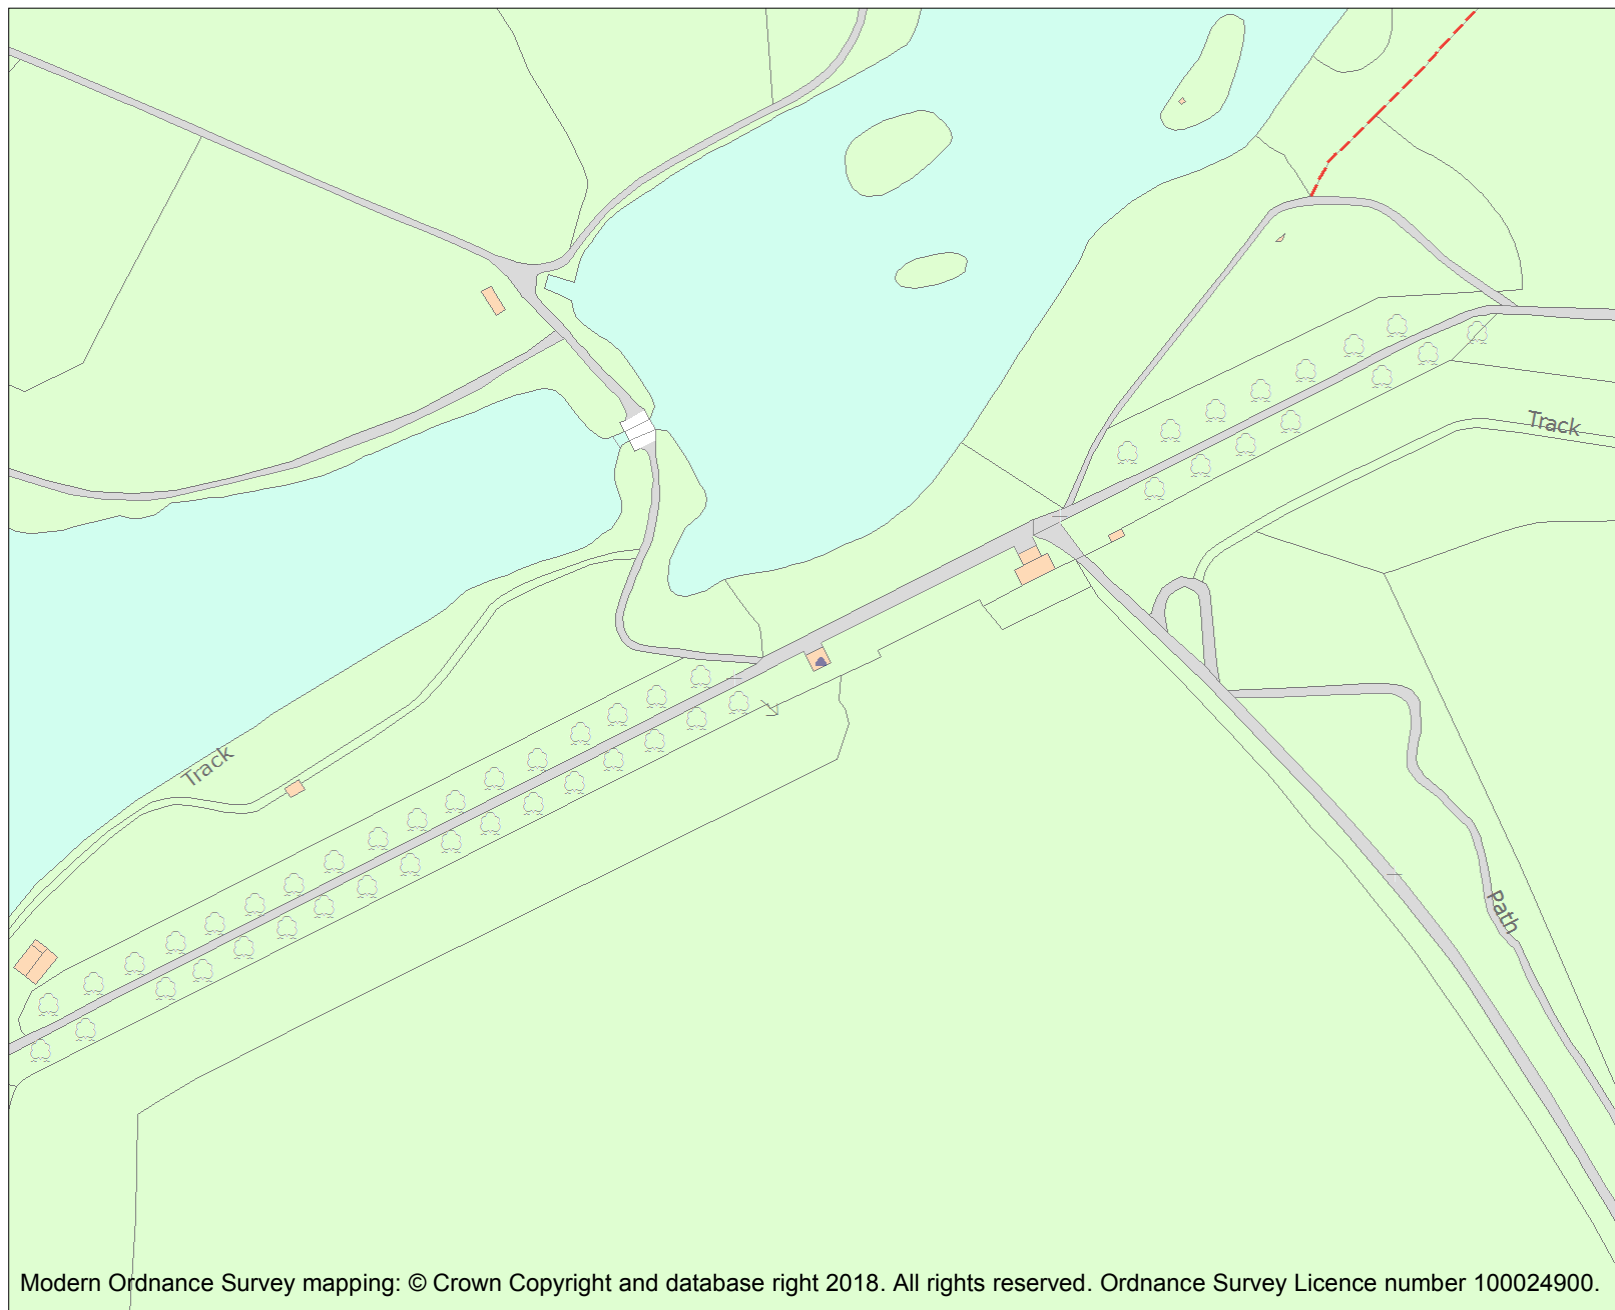 Track
Track
Path
Modern Ordnance Survey mapping: © Crown Copyright and database right 2018. All rights reserved. Ordnance Survey Licence number 100024900.